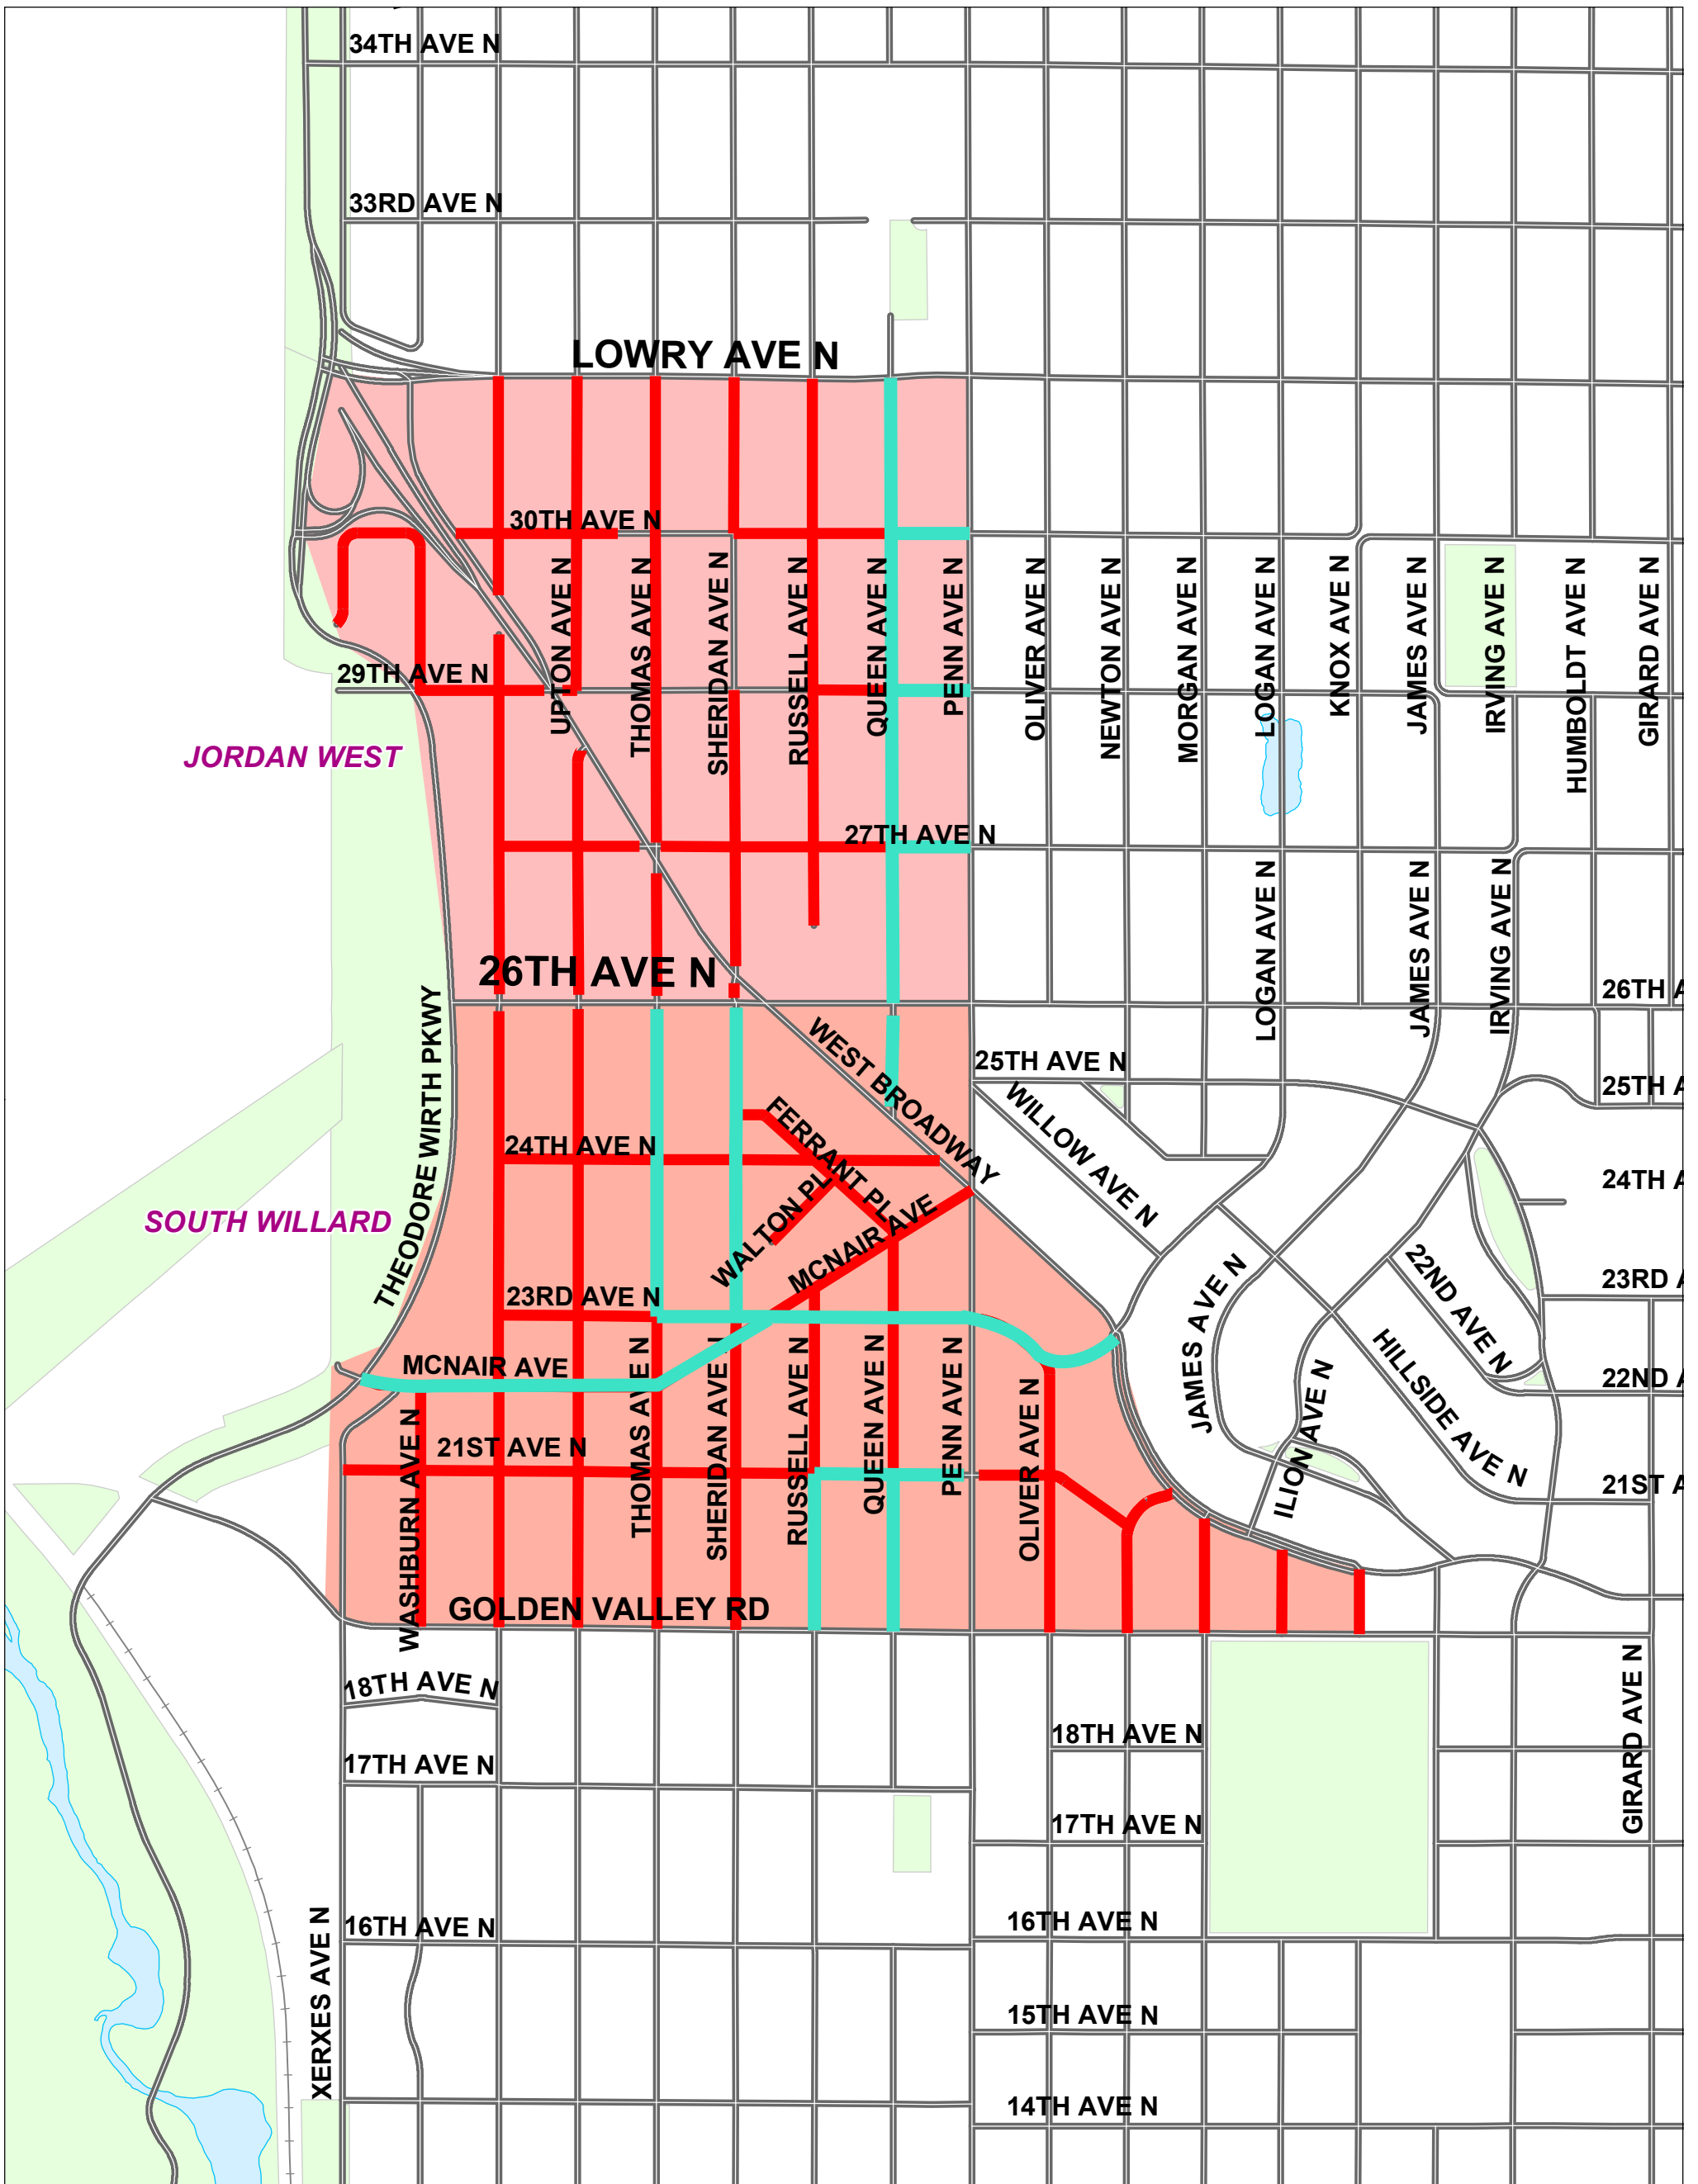 34TH AVE N
33RD AVE N
LOWRY AVE N
30TH AVE N
UPTON AVE N
THOMAS AVE N
SHERIDAN AVE N
RUSSELL AVE N
QUEEN AVE N
PENN AVE N
OLIVER AVE N
NEWTON AVE N
MORGAN AVE N
LOGAN AVE N
KNOX AVE N
JAMES AVE N
IRVING AVE N
HUMBOLDT AVE N
GIRARD AVE N
29TH AVE N
JORDAN WEST
27TH AVE N
LOGAN AVE N
JAMES AVE N
IRVING AVE N
26TH AVE N
26TH A
THEODORE WIRTH PKWY
WEST BROADWAY
25TH AVE N
25TH A
WILLOW AVE N
FERRANT PL
24TH AVE N
24TH A
WALTON PL
MCNAIR AVE
SOUTH WILLARD
22ND AVE N
23RD A
JAMES AVE N
23RD AVE N
HILLSIDE AVE N
MCNAIR AVE
22ND A
THOMAS AVE N
SHERIDAN AVE N
RUSSELL AVE N
QUEEN AVE N
PENN AVE N
OLIVER AVE N
ILION AVE N
WASHBURN AVE N
21ST AVE N
21ST A
GOLDEN VALLEY RD
18TH AVE N
18TH AVE N
GIRARD AVE N
17TH AVE N
17TH AVE N
XERXES AVE N
16TH AVE N
16TH AVE N
15TH AVE N
14TH AVE N